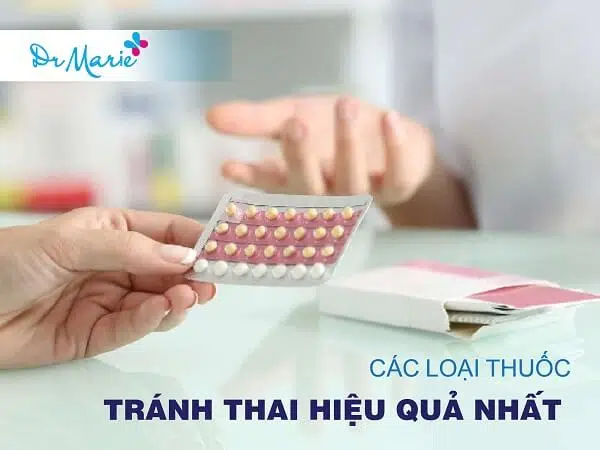 Dr Marie
CÁC LOẠI THUỐC
TRÁNH THAI HIỆU QUẢ NHẤT